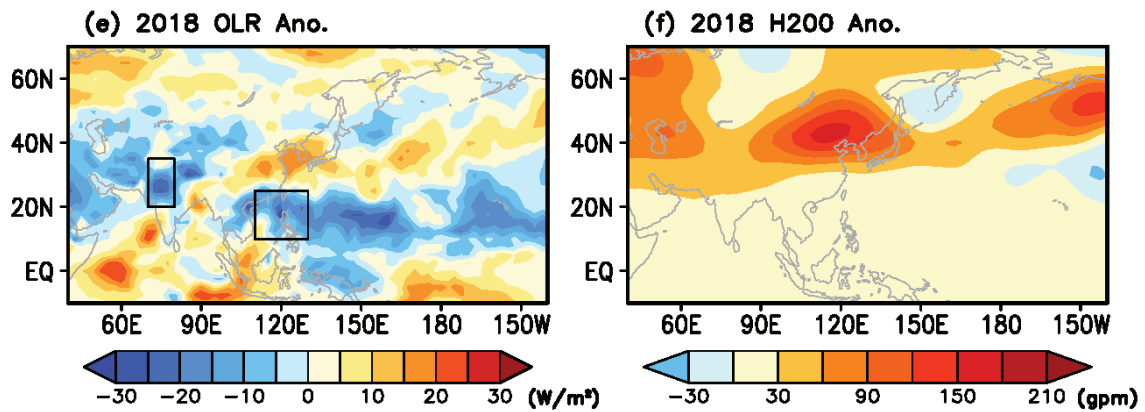 (e) 2018 OLR Ano.
60N
40N
20N
EQ
60E 90E 120E 150E 180 150W
-30 -20 -10 0 10 20 30 (W/m²)
(f) 2018 H200 Ano.
60N
40N
20N
EQ
60E 90E 120E 150E 180 150W
-30 30 90 150 210 (gpm)